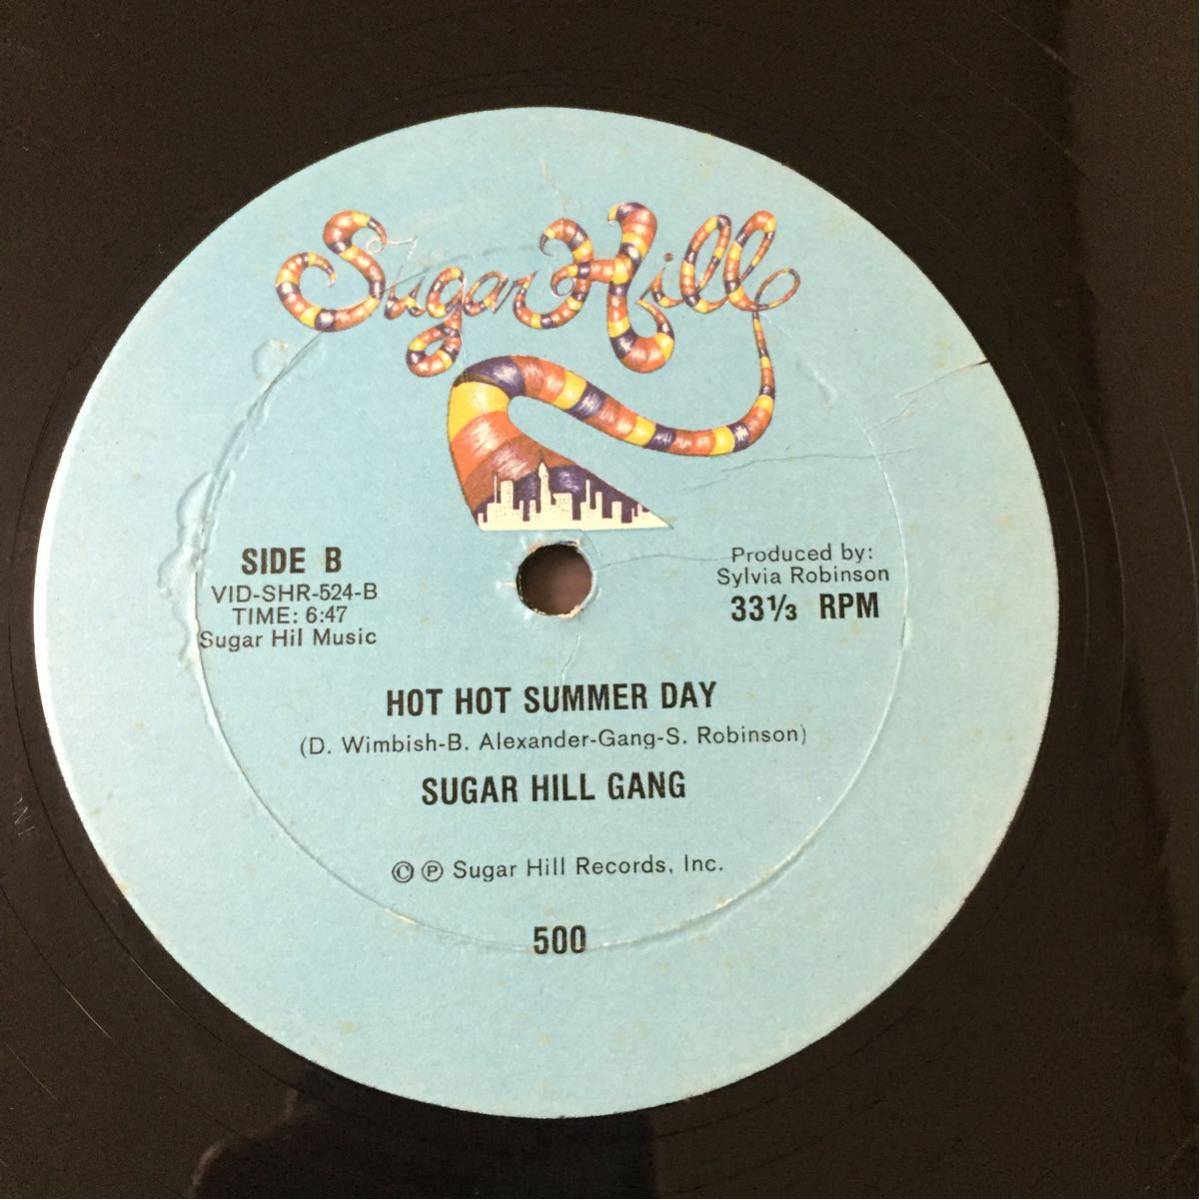 Sugar Hill
SIDE B
VID-SHR-524-B
TIME: 6:47
Sugar Hil Music
Produced by:
Sylvia Robinson
33⅓ RPM
HOT HOT SUMMER DAY
(D. Wimbish-B. Alexander-Gang-S. Robinson)
SUGAR HILL GANG
© ℗ Sugar Hill Records, Inc.
500